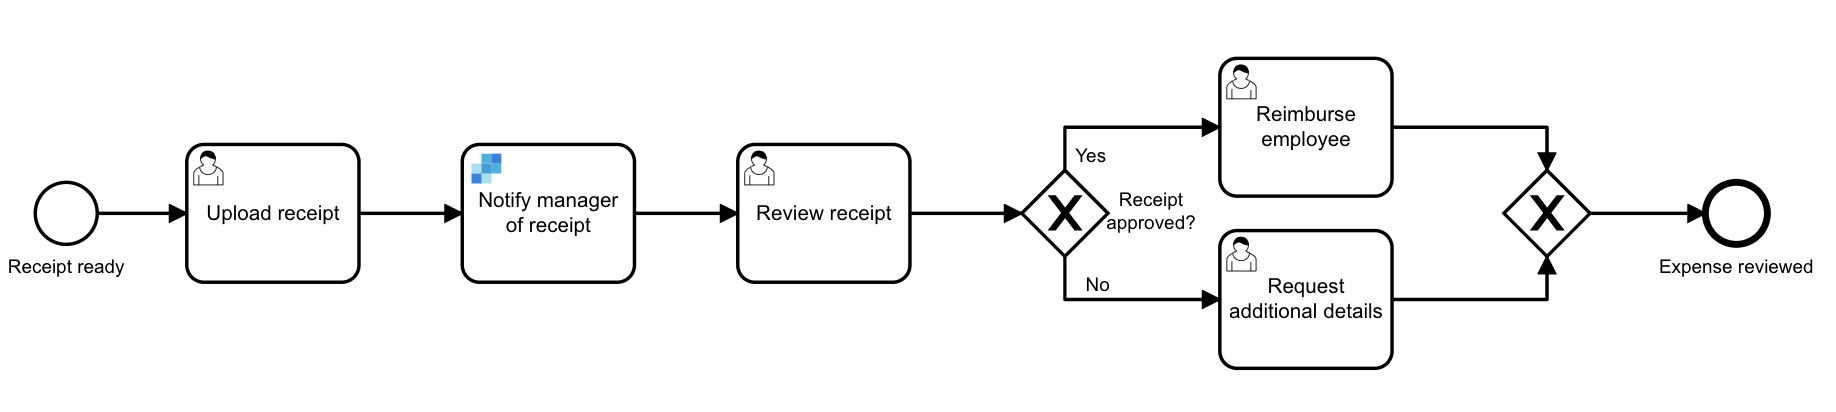 Receipt ready
Upload receipt
Notify manager
of receipt
Review receipt
Yes
Receipt
approved?
No
Reimburse
employee
Request
additional details
Expense reviewed